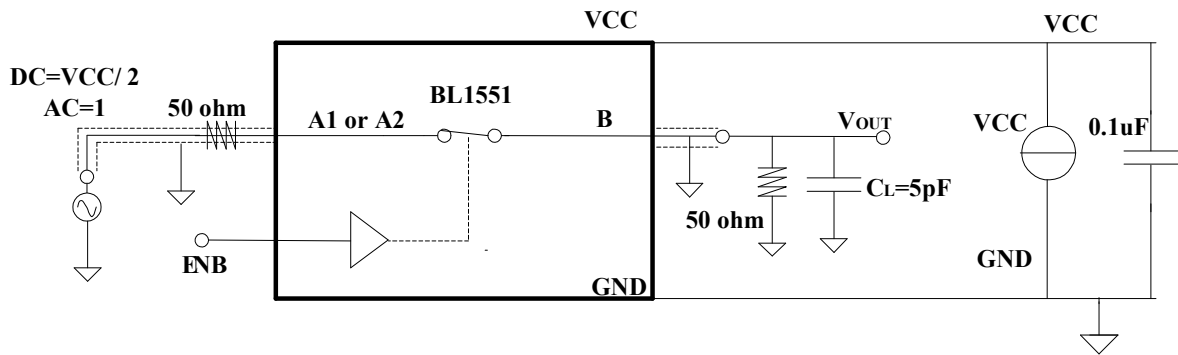 VCC
VCC
DC=VCC/ 2
AC=1
50 ohm
BL1551
A1 or A2
B
VOUT
VCC
0.1uF
CL=5pF
50 ohm
ENB
GND
GND